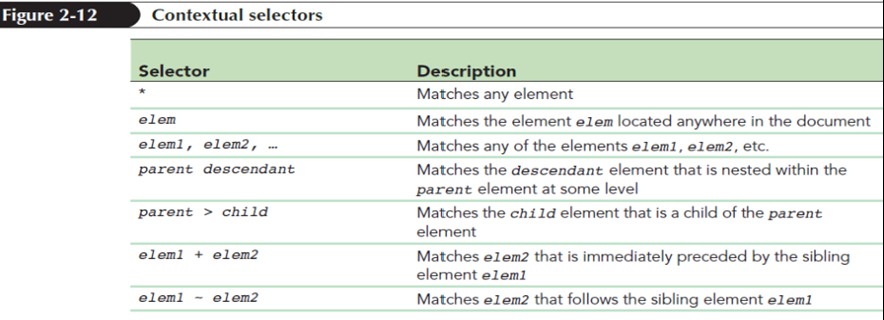 Figure 2-12 Contextual selectors
Selector Description
* Matches any element
elem Matches the element elem located anywhere in the document
elem1, elem2, … Matches any of the elements elem1, elem2, etc.
parent descendant Matches the descendant element that is nested within the
parent element at some level
parent > child Matches the child element that is a child of the parent
element
elem1 + elem2 Matches elem2 that is immediately preceded by the sibling
element elem1
elem1 ~ elem2 Matches elem2 that follows the sibling element elem1